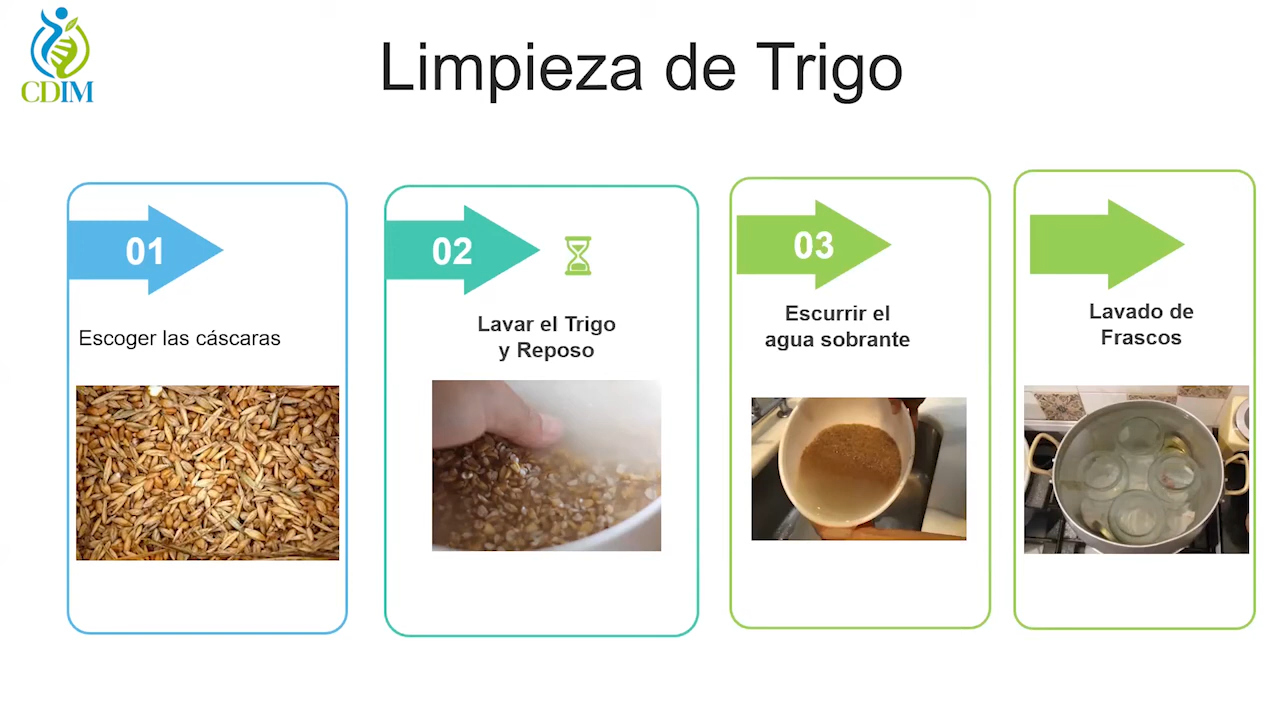 CDIM
Limpieza de Trigo
01
Escoger las cáscaras
02
Lavar el Trigo
y Reposo
03
Escurrir el
agua sobrante
Lavado de
Frascos